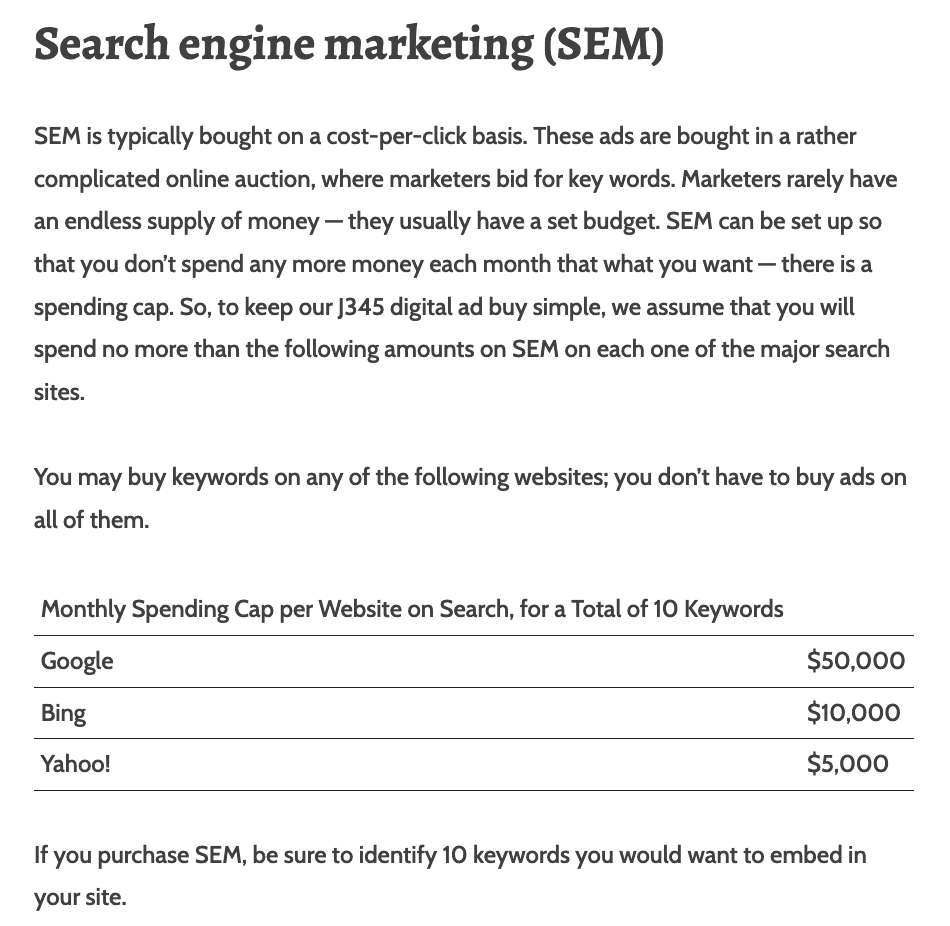 Search engine marketing (SEM)
SEM is typically bought on a cost-per-click basis. These ads are bought in a rather
complicated online auction, where marketers bid for key words. Marketers rarely have
an endless supply of money — they usually have a set budget. SEM can be set up so
that you don’t spend any more money each month that what you want — there is a
spending cap. So, to keep our J345 digital ad buy simple, we assume that you will
spend no more than the following amounts on SEM on each one of the major search
sites.
You may buy keywords on any of the following websites; you don’t have to buy ads on
all of them.
Monthly Spending Cap per Website on Search, for a Total of 10 Keywords
Google $50,000
Bing $10,000
Yahoo! $5,000
If you purchase SEM, be sure to identify 10 keywords you would want to embed in
your site.